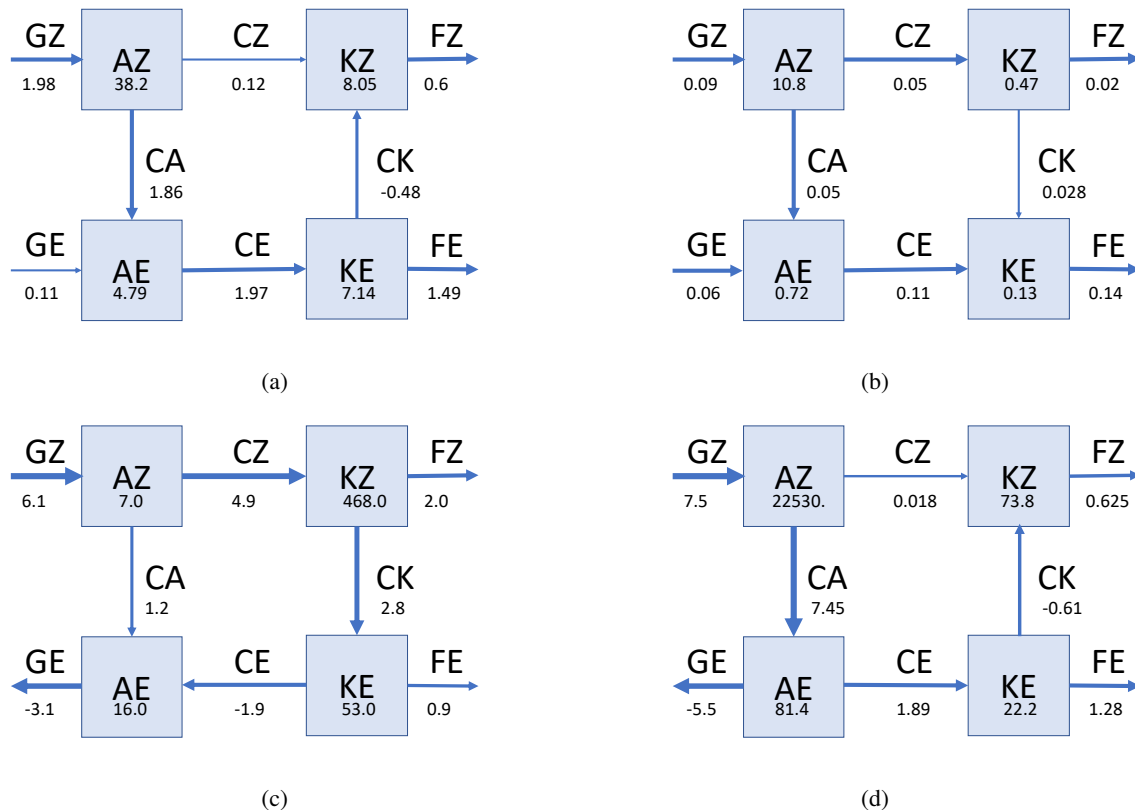 GZ CZ FZ
AZ KZ
1.98 38.2 0.12 8.05 0.6
CA CK
1.86 -0.48
GE CE FE
AE KE
0.11 4.79 1.97 7.14 1.49
(a)
GZ CZ FZ
AZ KZ
0.09 10.8 0.05 0.47 0.02
CA CK
0.05 0.028
GE CE FE
AE KE
0.06 0.72 0.11 0.13 0.14
(b)
GZ CZ FZ
AZ KZ
6.1 7.0 4.9 468.0 2.0
CA CK
1.2 2.8
GE CE FE
AE KE
-3.1 16.0 -1.9 53.0 0.9
(c)
GZ CZ FZ
AZ KZ
7.5 22530. 0.018 73.8 0.625
CA CK
7.45 -0.61
GE CE FE
AE KE
-5.5 81.4 1.89 22.2 1.28
(d)